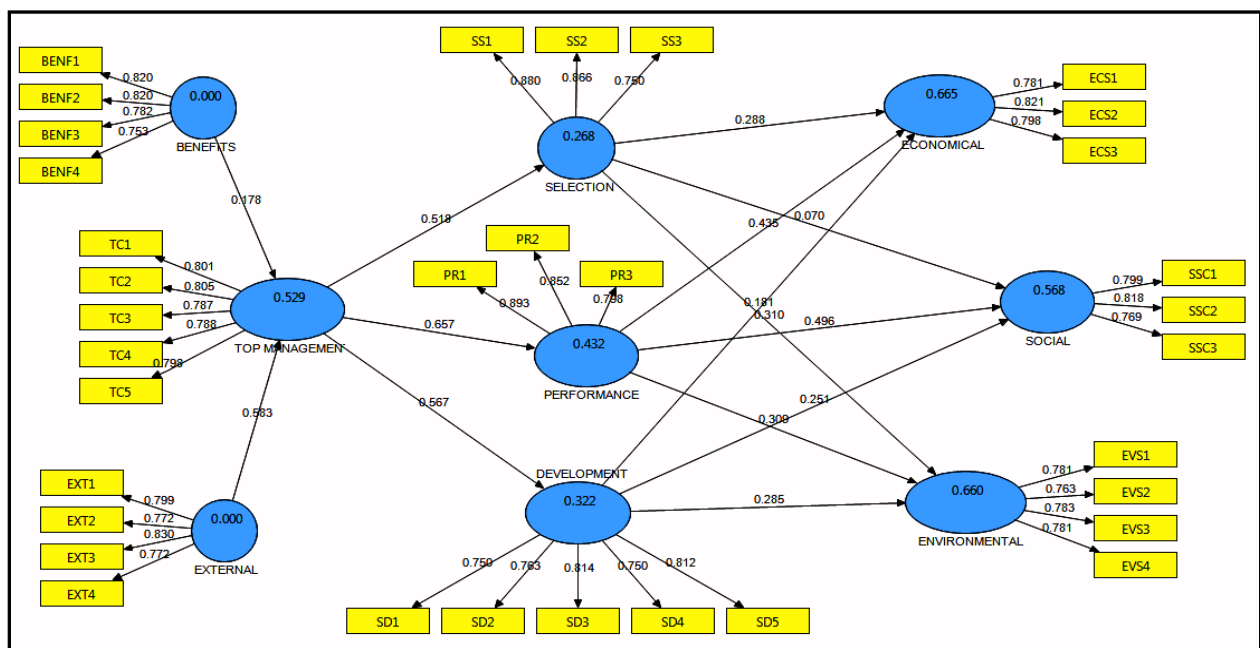 SS1
SS2
SS3
0.880
0.866
0.750
BENF1
BENF2
BENF3
BENF4
0.820
0.820
0.782
0.753
0.000
BENEFITS
0.178
0.268
SELECTION
0.288
0.070
0.181
0.665
ECONOMICAL
0.781
0.821
0.798
ECS1
ECS2
ECS3
TC1
TC2
TC3
TC4
TC5
0.801
0.805
0.787
0.788
0.798
0.529
TOP MANAGEMENT
0.518
0.657
0.567
PR1
PR2
PR3
0.893
0.852
0.798
0.432
PERFORMANCE
0.435
0.496
0.309
0.568
SOCIAL
0.799
0.818
0.769
SSC1
SSC2
SSC3
0.583
EXT1
EXT2
EXT3
EXT4
0.799
0.772
0.830
0.772
0.000
EXTERNAL
DEVELOPMENT
0.322
0.310
0.251
0.285
0.750
0.763
0.814
0.750
0.812
SD1
SD2
SD3
SD4
SD5
0.660
ENVIRONMENTAL
0.781
0.763
0.783
0.781
EVS1
EVS2
EVS3
EVS4